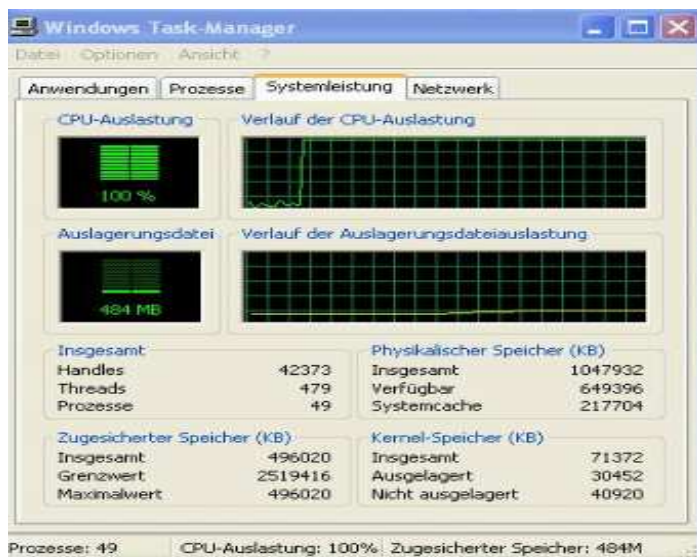 Windows Task-Manager
Datei Optionen Ansicht ?
Anwendungen Prozesse Systemleistung Netzwerk
CPU-Auslastung
Verlauf der CPU-Auslastung
100 %
Auslagerungsdatei
Verlauf der Auslagerungsdateiauslastung
484 MB
Insgesamt
Handles 42373
Threads 479
Prozesse 49
Physikalischer Speicher (KB)
Insgesamt 1047932
Verfügbar 649396
Systemcache 217704
Zugesicherter Speicher (KB)
Insgesamt 496020
Grenzwert 2519416
Maximalwert 496020
Kernel-Speicher (KB)
Insgesamt 71372
Ausgelagert 30452
Nicht ausgelagert 40920
Prozesse: 49 CPU-Auslastung: 100% Zugesicherter Speicher: 484M